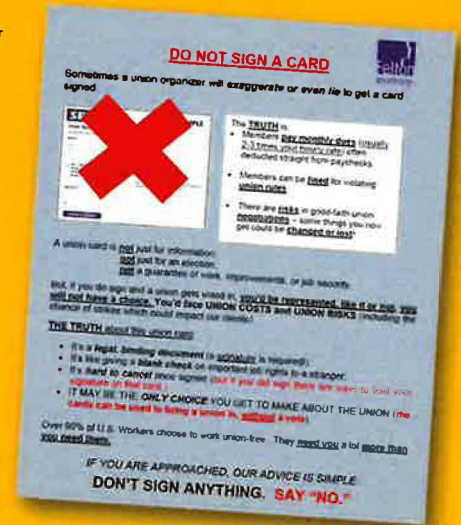 r
DO NOT SIGN A CARD
Sometimes a union organizer will exaggerate or even lie to get a card
signed
The TRUTH is:
• Members pay monthly dues (usually
2-3 times your hourly rate) often
deducted straight from paychecks
• Members can be fined for violating
union rules
• There are risks in good-faith union
negotiations – some things you now
get could be changed or lost*
A union card is not just for information;
not just for an election;
not a guarantee of work, improvements, or job security.
But, if you do sign and a union gets voted in, you'd be represented, like it or not, you
will not have a choice. You'd face UNION COSTS and UNION RISKS (including the
chance of strikes which could impact our clients)
THE TRUTH about this union card:
• It's a legal, binding document (a signature is required)
• It's like giving a blank check on important job rights to a stranger.
• It's hard to cancel once signed (but if you did sign there are ways to void your
signature on that card.)
• IT MAY BE THE ONLY CHOICE YOU GET TO MAKE ABOUT THE UNION (the
cards can be used to bring a union in, without a vote)
Over 90% of U.S. Workers choose to work union-free. They need you a lot more than
you need them.
IF YOU ARE APPROACHED, OUR ADVICE IS SIMPLE
DON'T SIGN ANYTHING. SAY "NO."